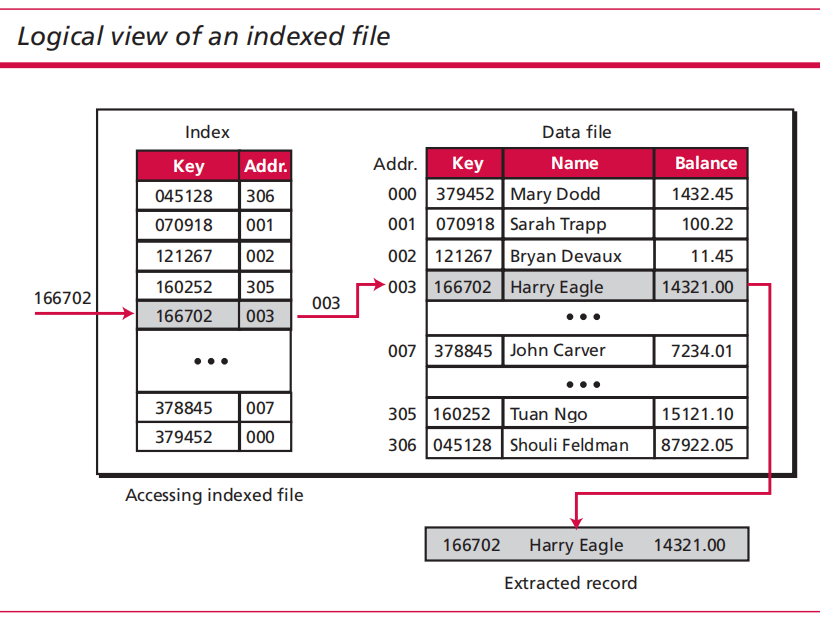 Logical view of an indexed file
Index
Key Addr.
045128 306
070918 001
121267 002
160252 305
166702 003
•••
378845 007
379452 000
166702
003
Accessing indexed file
Data file
Addr. Key Name Balance
000 379452 Mary Dodd 1432.45
001 070918 Sarah Trapp 100.22
002 121267 Bryan Devaux 11.45
003 166702 Harry Eagle 14321.00
•••
007 378845 John Carver 7234.01
•••
305 160252 Tuan Ngo 15121.10
306 045128 Shouli Feldman 87922.05
166702 Harry Eagle 14321.00
Extracted record